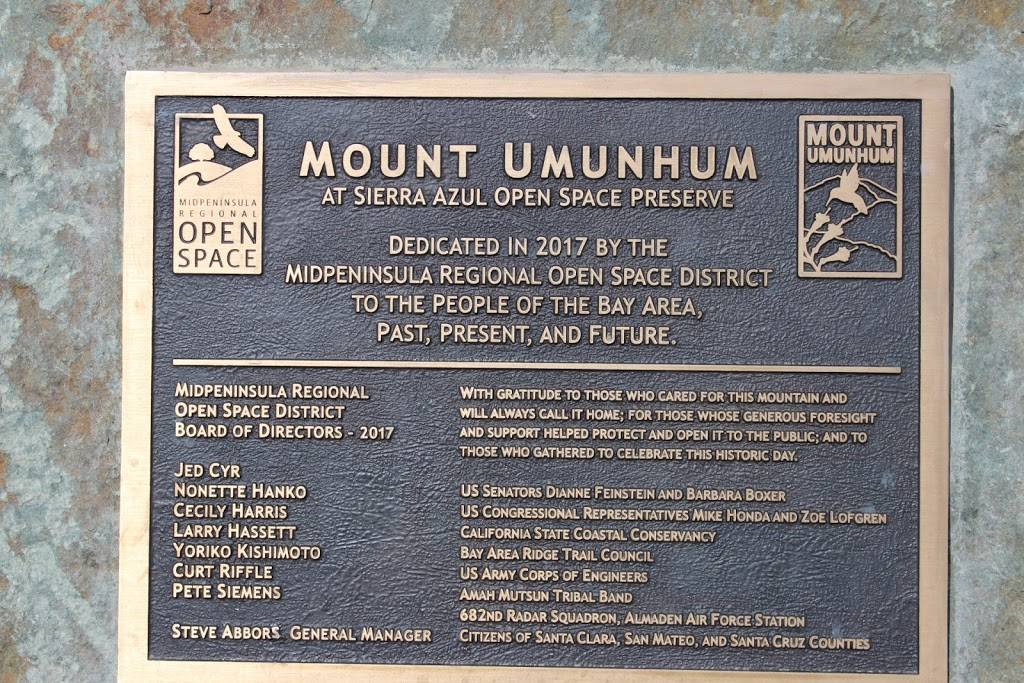 MOUNT UMUNHUM
AT SIERRA AZUL OPEN SPACE PRESERVE
MIDPENINSULA
REGIONAL
OPEN
SPACE
MOUNT
UMUNHUM
DEDICATED IN 2017 BY THE
MIDPENINSULA REGIONAL OPEN SPACE DISTRICT
TO THE PEOPLE OF THE BAY AREA,
PAST, PRESENT, AND FUTURE.
MIDPENINSULA REGIONAL
OPEN SPACE DISTRICT
BOARD OF DIRECTORS - 2017
JED CYR
NONETTE HANKO
CECILY HARRIS
LARRY HASSETT
YORIKO KISHIMOTO
CURT RIFFLE
PETE SIEMENS
STEVE ABBORS GENERAL MANAGER
WITH GRATITUDE TO THOSE WHO CARED FOR THIS MOUNTAIN AND
WILL ALWAYS CALL IT HOME; FOR THOSE WHOSE GENEROUS FORESIGHT
AND SUPPORT HELPED PROTECT AND OPEN IT TO THE PUBLIC; AND TO
THOSE WHO GATHERED TO CELEBRATE THIS HISTORIC DAY.
US SENATORS DIANNE FEINSTEIN AND BARBARA BOXER
US CONGRESSIONAL REPRESENTATIVES MIKE HONDA AND ZOE LOFGREN
CALIFORNIA STATE COASTAL CONSERVANCY
BAY AREA RIDGE TRAIL COUNCIL
US ARMY CORPS OF ENGINEERS
AMAH MUTSUN TRIBAL BAND
682ND RADAR SQUADRON, ALMADEN AIR FORCE STATION
CITIZENS OF SANTA CLARA, SAN MATEO, AND SANTA CRUZ COUNTIES